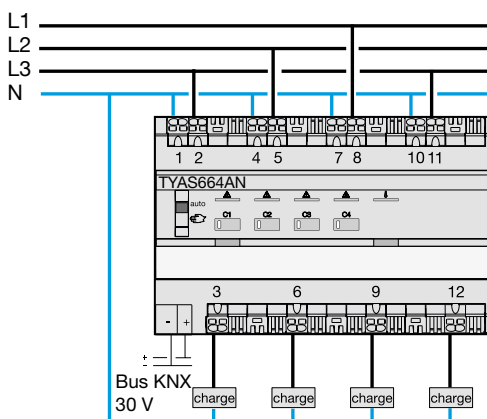 L1
L2
L3
N
1 2 4 5 7 8 10 11
TYAS664AN
auto
C1 C2 C3 C4
3 6 9 12
- +
+ -
Bus KNX
30 V
charge charge charge charge